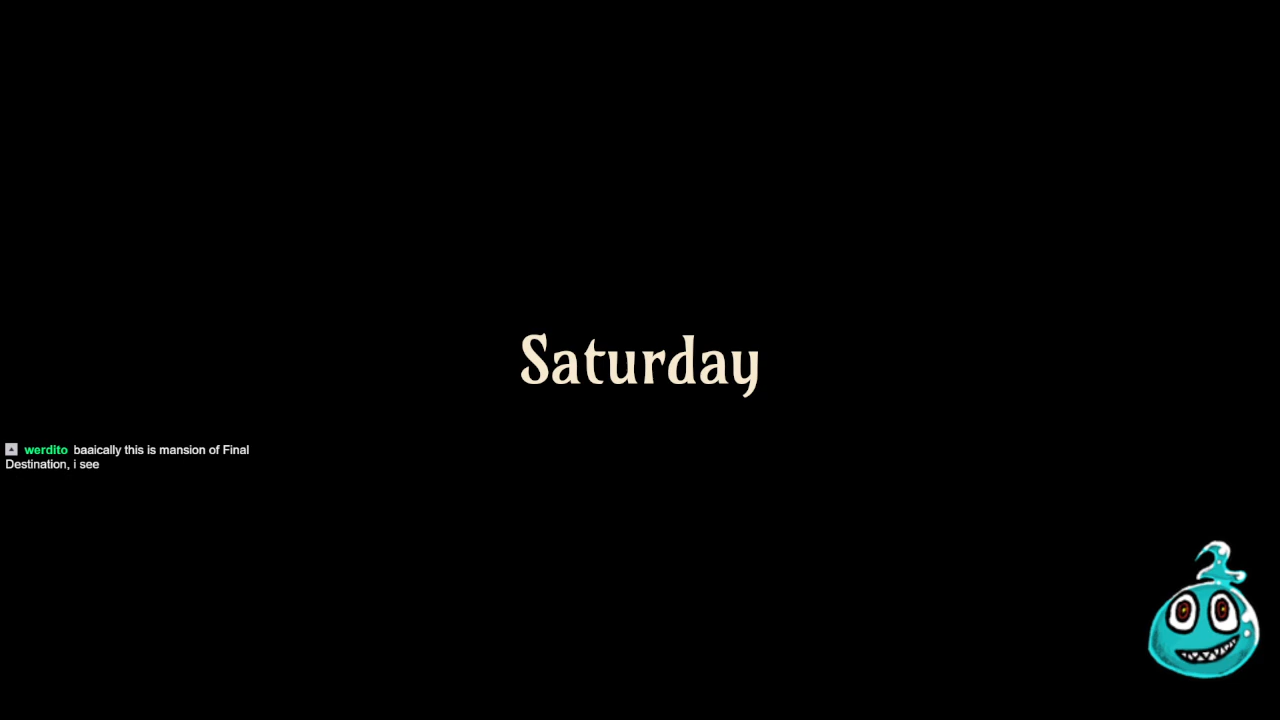 Saturday
werdito baaically this is mansion of Final
Destination, i see